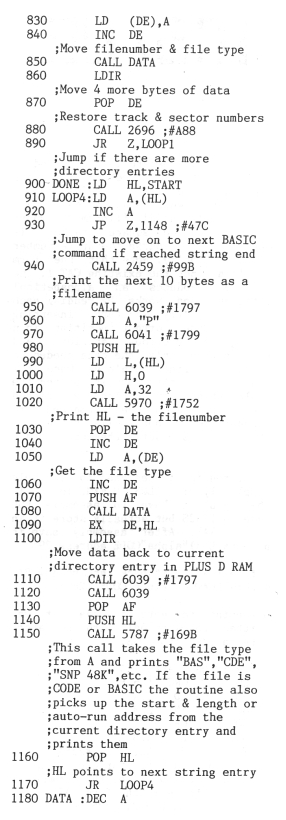 830 LD (DE),A
840 INC DE
;Move filenumber & file type
850 CALL DATA
860 LDIR
;Move 4 more bytes of data
870 POP DE
;Restore track & sector numbers
880 CALL 2696 ;#A88
890 JR Z,LOOP1
;Jump if there are more
;directory entries
900 DONE :LD HL,START
910 LOOP4:LD A,(HL)
920 INC A
930 JP Z,1148 ;#47C
;Jump to move on to next BASIC
;command if reached string end
940 CALL 2459 ;#99B
;Print the next 10 bytes as a
;filename
950 CALL 6039 ;#1797
960 LD A,"P"
970 CALL 6041 ;#1799
980 PUSH HL
990 LD L,(HL)
1000 LD H,0
1010 LD A,32
1020 CALL 5970 ;#1752
;Print HL - the filenumber
1030 POP DE
1040 INC DE
1050 LD A,(DE)
;Get the file type
1060 INC DE
1070 PUSH AF
1080 CALL DATA
1090 EX DE,HL
1100 LDIR
;Move data back to current
;directory entry in PLUS D RAM
1110 CALL 6039 ;#1797
1120 CALL 6039
1130 POP AF
1140 PUSH HL
1150 CALL 5787 ;#169B
;This call takes the file type
;from A and prints "BAS","CDE",
;"SNP 48K",etc. If the file is
;CODE or BASIC the routine also
;picks up the start & length or
;auto-run address from the
;current directory entry and
;prints them
1160 POP HL
;HL points to next string entry
1170 JR LOOP4
1180 DATA :DEC A